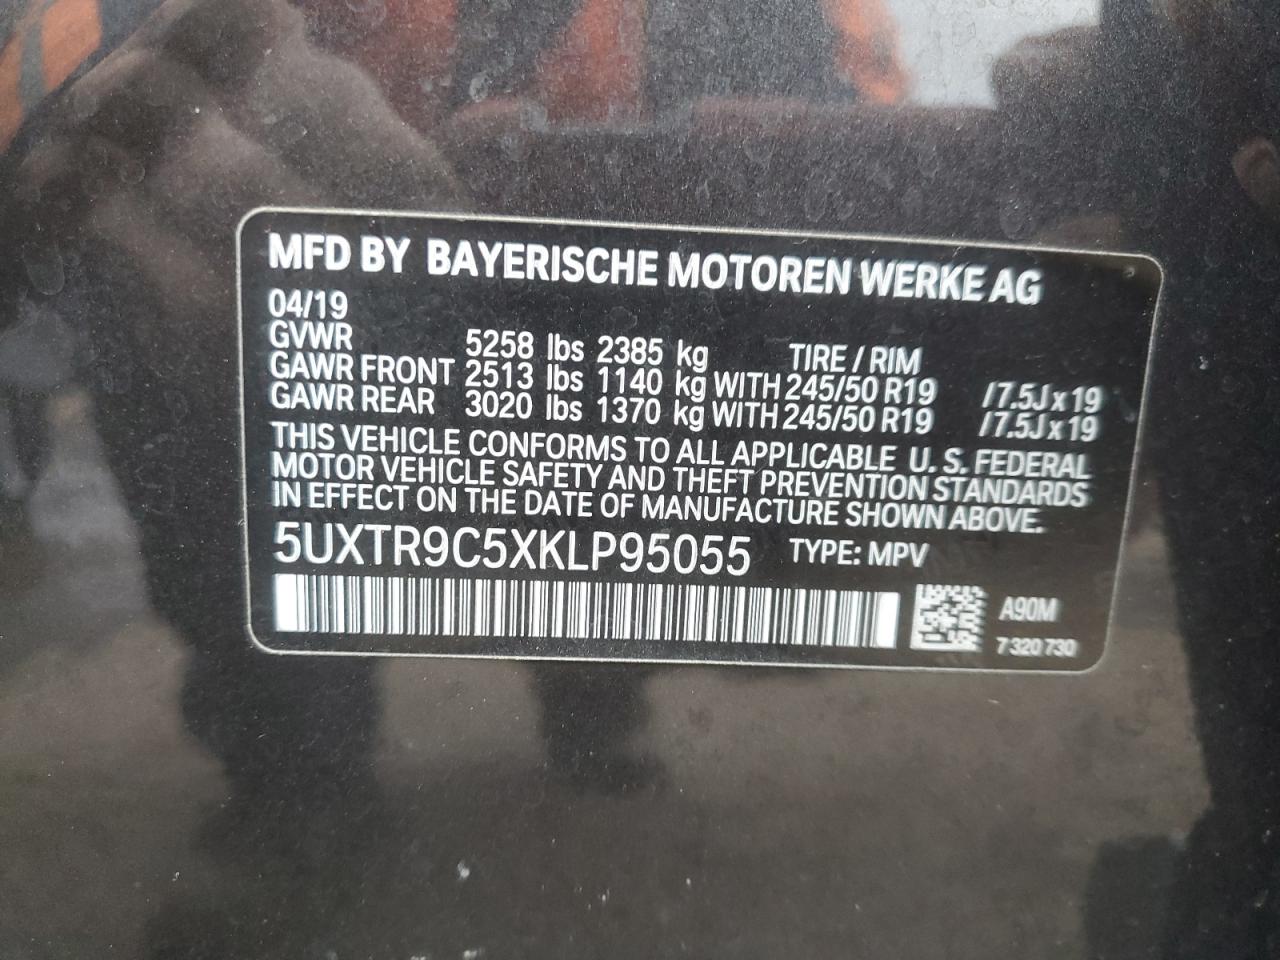 MFD BY BAYERISCHE MOTOREN WERKE AG
04/19
GVWR 5258 lbs 2385 kg TIRE / RIM
GAWR FRONT 2513 lbs 1140 kg WITH 245/50 R19 /7.5J x 19
GAWR REAR 3020 lbs 1370 kg WITH 245/50 R19 /7.5J x 19
THIS VEHICLE CONFORMS TO ALL APPLICABLE U. S. FEDERAL
MOTOR VEHICLE SAFETY AND THEFT PREVENTION STANDARDS
IN EFFECT ON THE DATE OF MANUFACTURE SHOWN ABOVE.
5UXTR9C5XKLP95055 TYPE: MPV
A90M
7 320 730